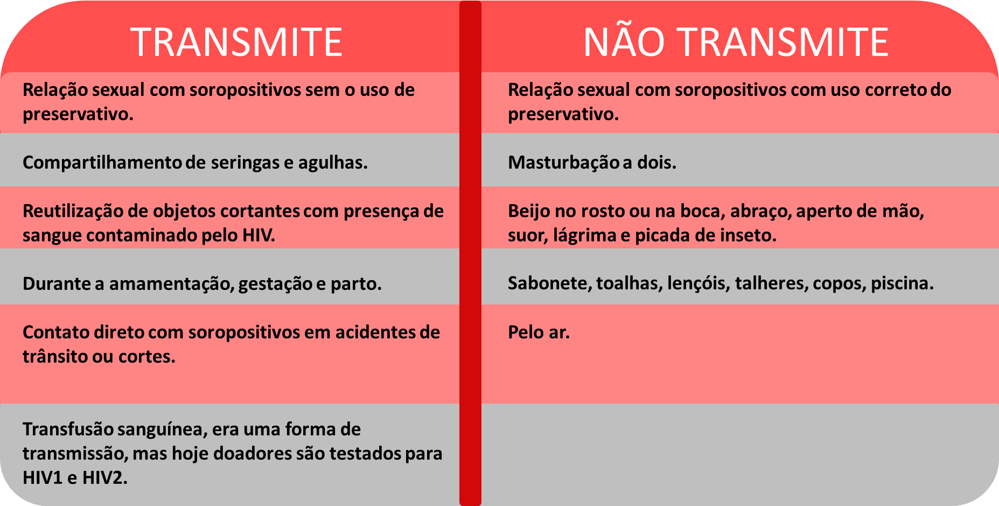 TRANSMITE
NÃO TRANSMITE
Relação sexual com soropositivos sem o uso de
preservativo.
Relação sexual com soropositivos com uso correto do
preservativo.
Compartilhamento de seringas e agulhas.
Masturbação a dois.
Reutilização de objetos cortantes com presença de
sangue contaminado pelo HIV.
Beijo no rosto ou na boca, abraço, aperto de mão,
suor, lágrima e picada de inseto.
Durante a amamentação, gestação e parto.
Sabonete, toalhas, lençóis, talheres, copos, piscina.
Contato direto com soropositivos em acidentes de
trânsito ou cortes.
Pelo ar.
Transfusão sanguínea, era uma forma de
transmissão, mas hoje doadores são testados para
HIV1 e HIV2.